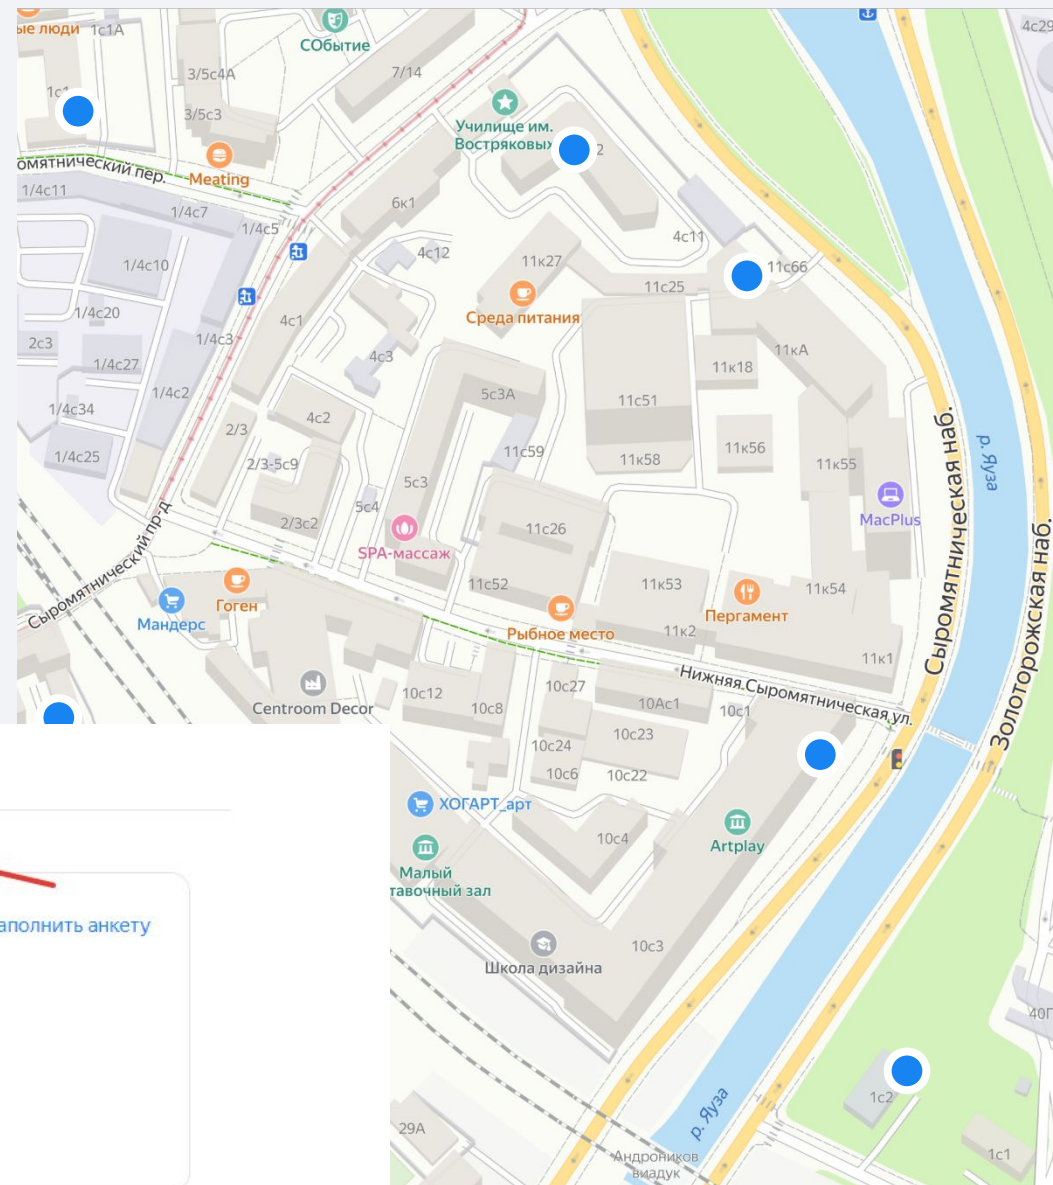 ые люди
1с1А
СОбытие
4с29
7/14
3/5с4А
1с1
3/5с3
Училище им.
Востряковых
2
омятнический пер.
Meating
1/4с11
1/4с7
6к1
1/4с5
4с11
4с12
1/4с10
11к27
11с66
11с25
1/4с20
Среда питания
4с1
2с3
1/4с3
4с3
11кА
1/4с27
11к18
1/4с2
5с3А
11с51
1/4с34
4с2
2/3
р. Яуза
11с59
11к56
1/4с25
2/3-5с9
11к58
11к55
5с3
5с4
MacPlus
2/3с2
11с26
SPA-массаж
Сыромятническая наб.
Сыромятнический пр-д
11с52
11к53
11к54
Гоген
Пергамент
Мандерс
Рыбное место
11к2
Золоторожская наб.
11к1
Нижняя Сыромятническая ул.
10с12
10с27
Centroom Decor
10с8
10Ас1
10с1
10с23
10с24
10с6
10с22
ХОГАРТ_арт
10с4
Artplay
Малый
тавочный зал
аполнить анкету
10с3
Школа дизайна
40Г
1с2
р. Яуза
29А
1с1
Андроников
виадук